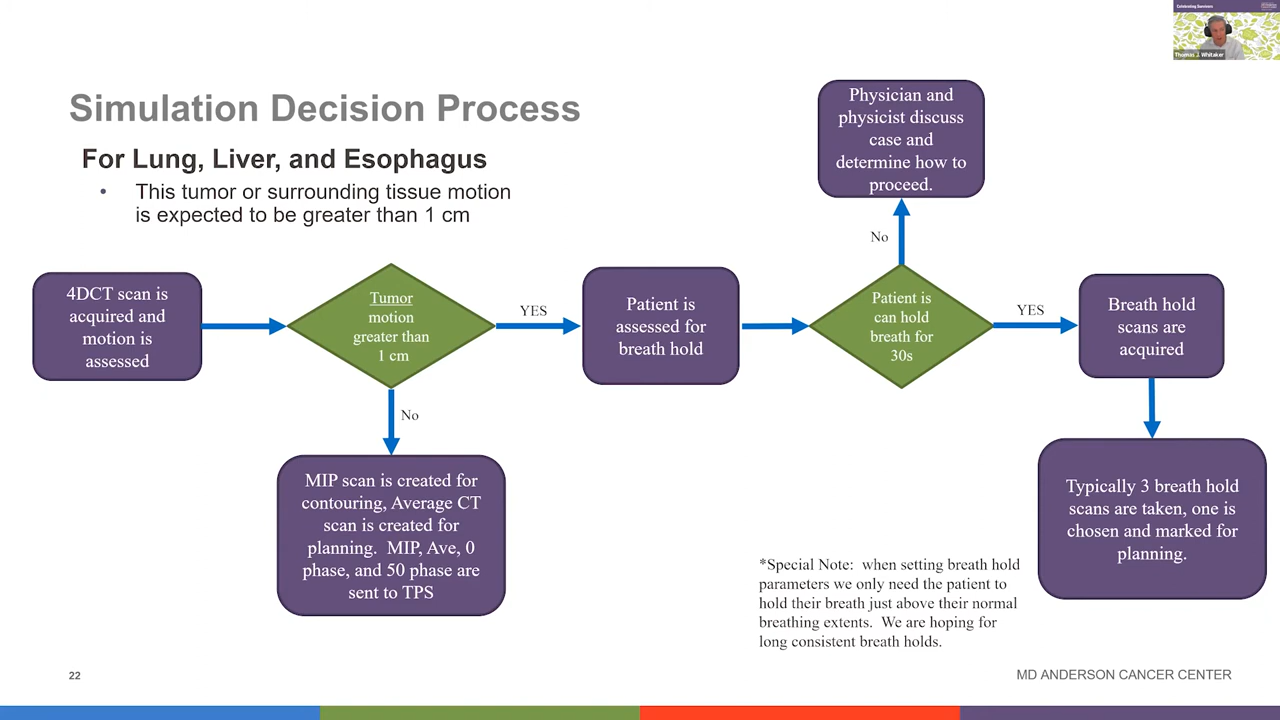 Celebrating Survivors
Thomas J. Whitaker
Simulation Decision Process
For Lung, Liver, and Esophagus
• This tumor or surrounding tissue motion
is expected to be greater than 1 cm
4DCT scan is
acquired and
motion is
assessed
Tumor
motion
greater than
1 cm
YES
No
MIP scan is created for
contouring, Average CT
scan is created for
planning. MIP, Ave, 0
phase, and 50 phase are
sent to TPS
Patient is
assessed for
breath hold
Patient is
can hold
breath for
30s
No
Physician and
physicist discuss
case and
determine how to
proceed.
YES
Breath hold
scans are
acquired
Typically 3 breath hold
scans are taken, one is
chosen and marked for
planning.
*Special Note: when setting breath hold
parameters we only need the patient to
hold their breath just above their normal
breathing extents. We are hoping for
long consistent breath holds.
22
MD ANDERSON CANCER CENTER